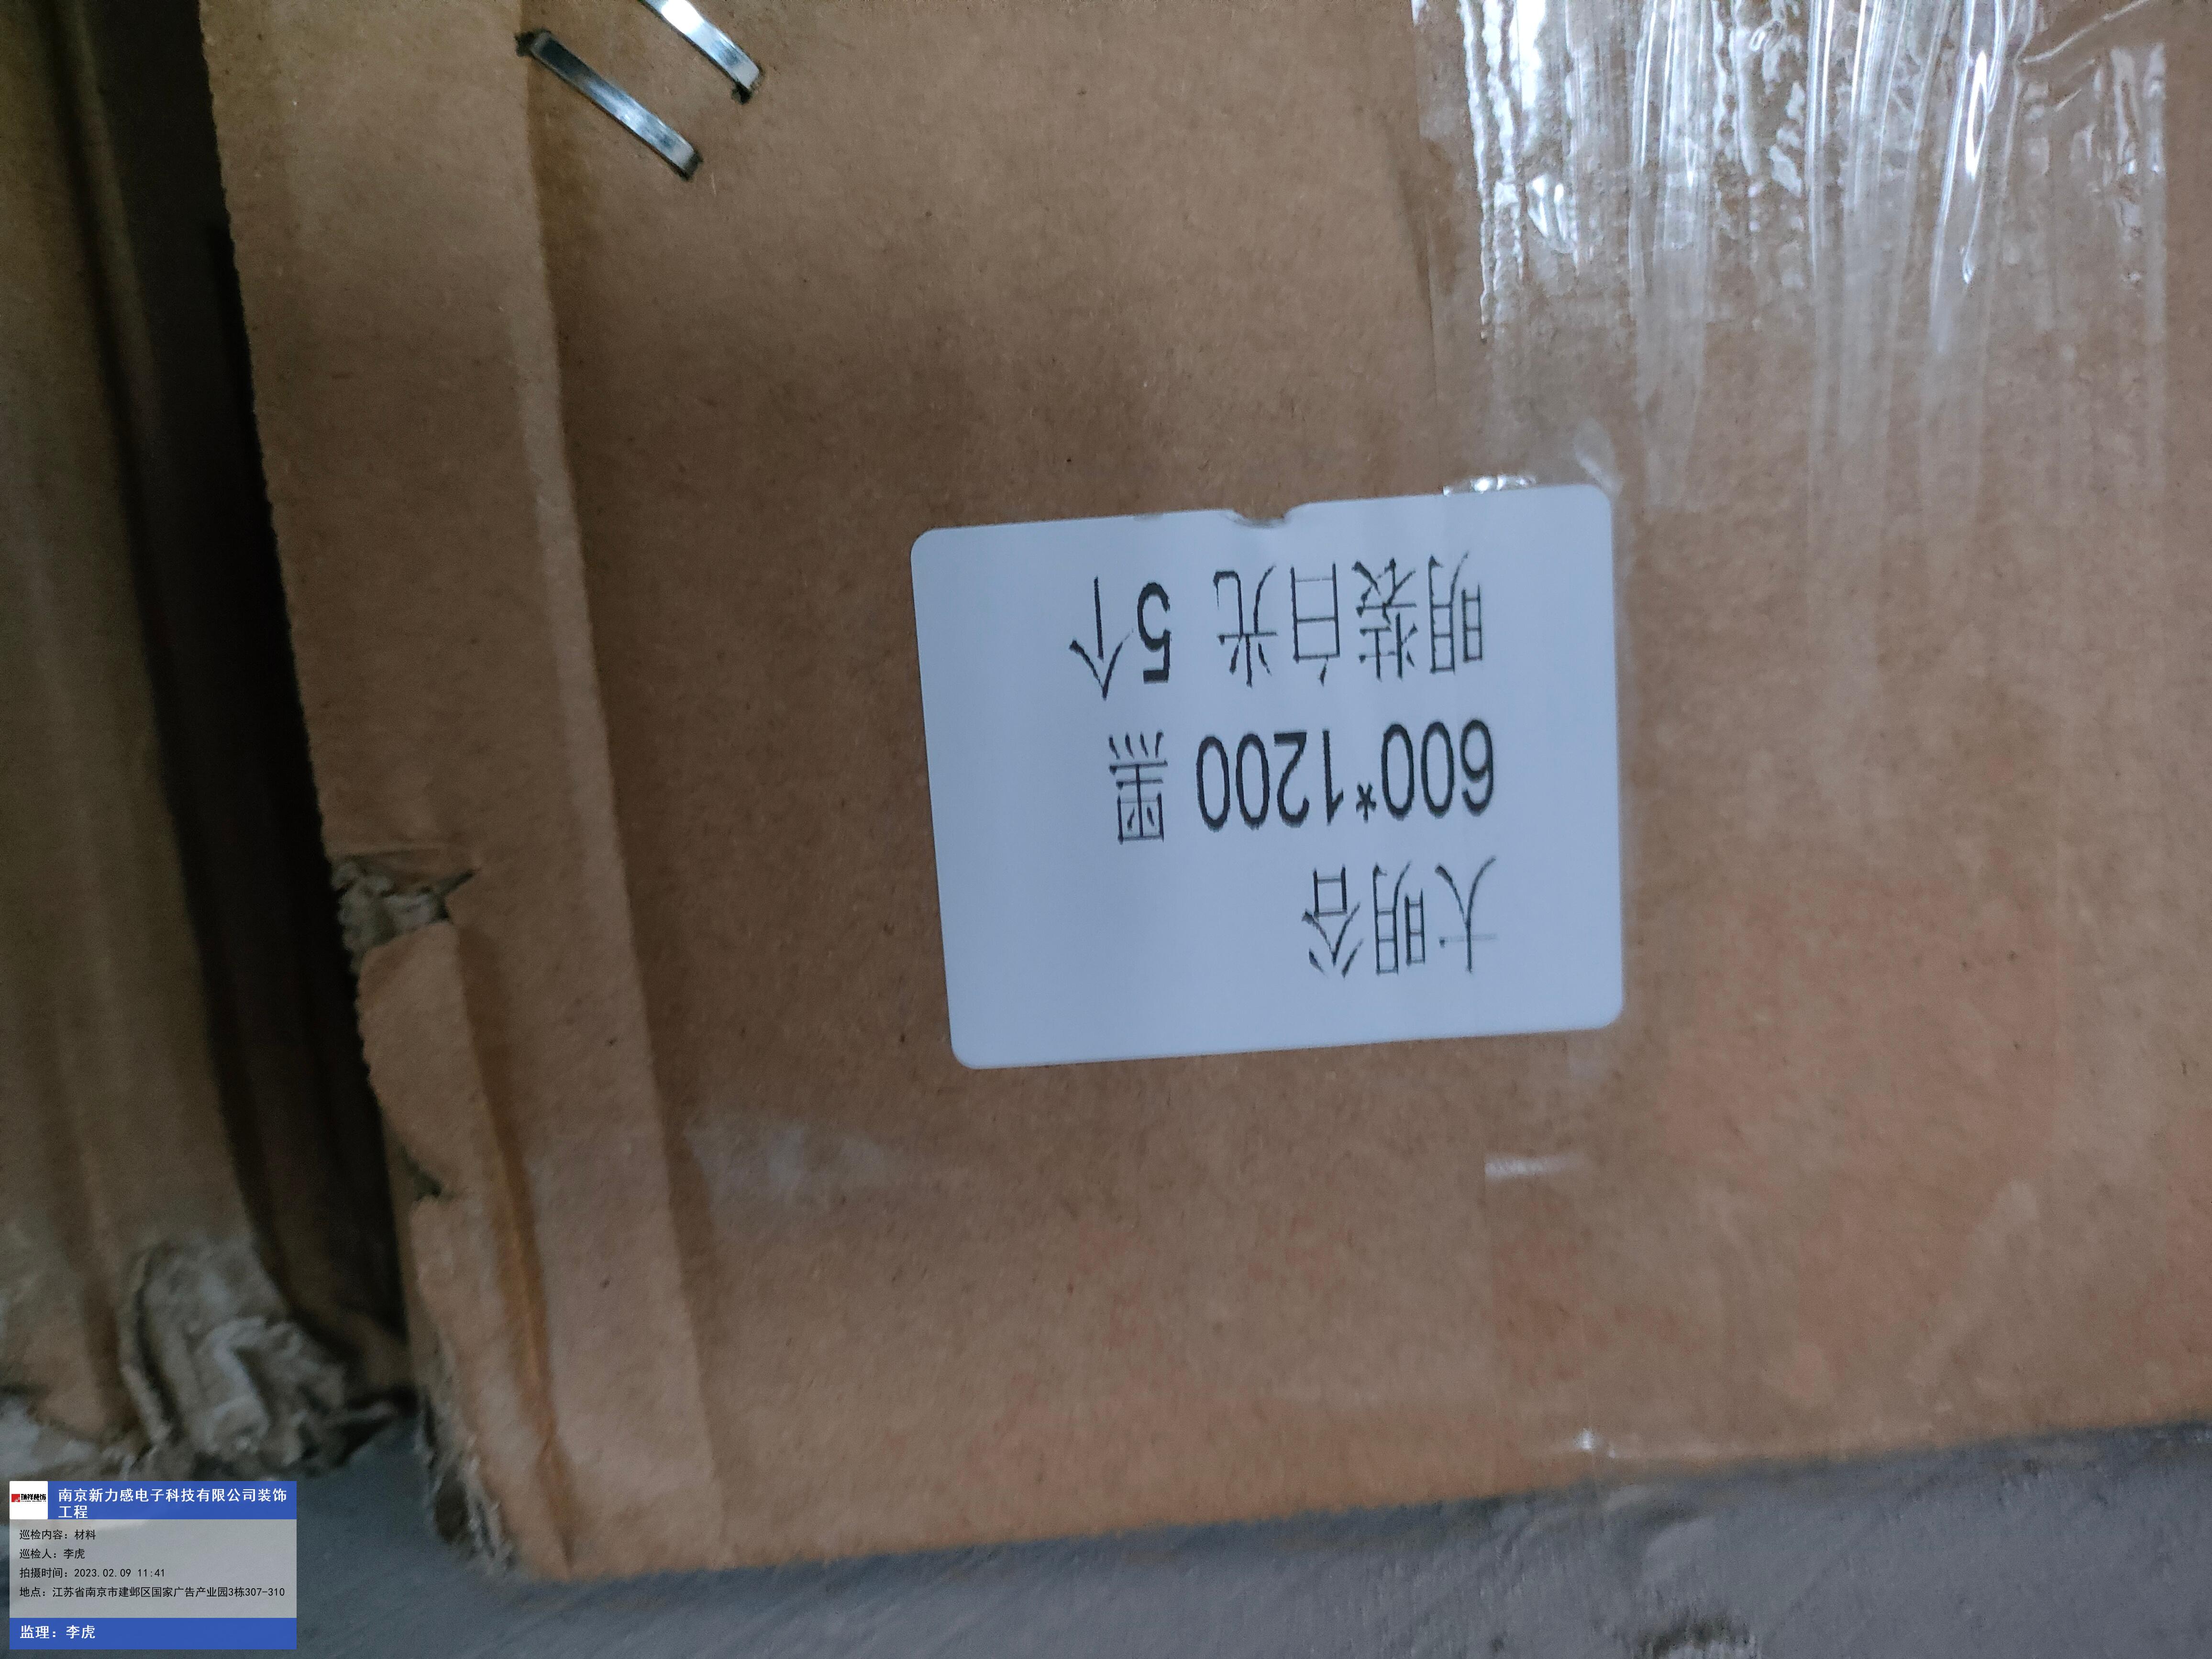 大明谷
600*1200 黑
明装白光 5个
南京新力感电子科技有限公司装饰
工程
巡检内容：材料
巡检人：李虎
拍摄时间：2023.02.09 11:41
地点：江苏省南京市建邺区国家广告产业园3栋307-310
监理：李虎